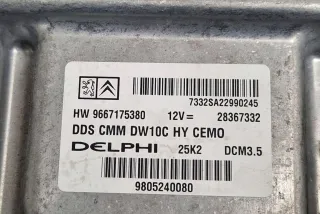 7332SA22990245
HW 9667175380 12V= 28367332
DDS CMM DW10C HY CEMO
DELPHI 25K2 DCM3.5
9805240080